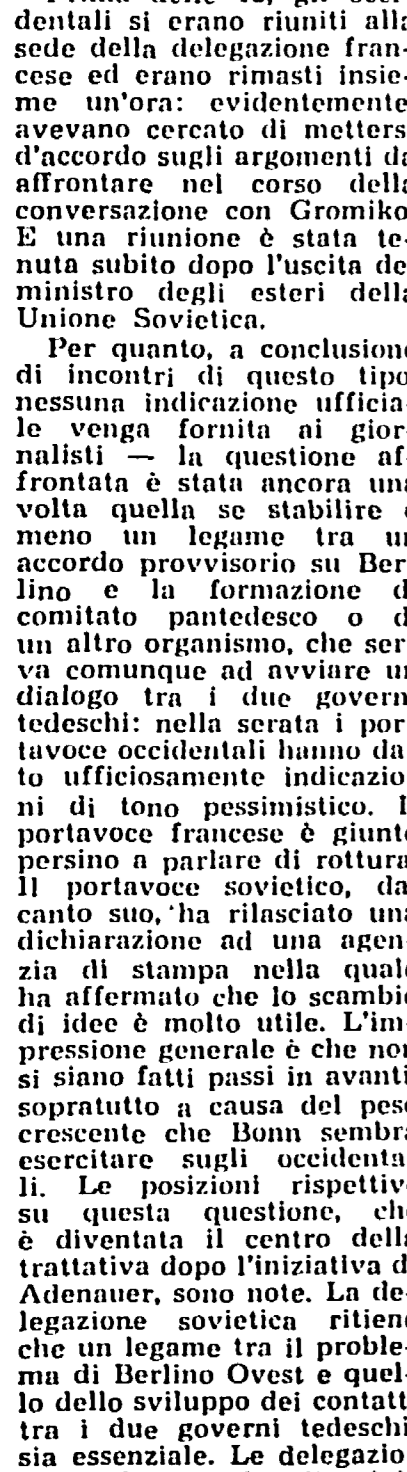 dentali si erano riuniti alla
sede della delegazione fran-
cese ed erano rimasti insie-
me un'ora: evidentemente
avevano cercato di mettersi
d'accordo sugli argomenti da
affrontare nel corso della
conversazione con Gromiko.
E una riunione è stata te-
nuta subito dopo l'uscita de
ministro degli esteri della
Unione Sovietica.
Per quanto, a conclusione
di incontri di questo tipo
nessuna indicazione ufficia-
le venga fornita ai gior-
nalisti — la questione af-
frontata è stata ancora una
volta quella se stabilire o
meno un legame tra un
accordo provvisorio su Ber-
lino e la formazione d
comitato pantedesco o d
un altro organismo, che ser-
va comunque ad avviare un
dialogo tra i due govern
tedeschi: nella serata i por-
tavoce occidentali hanno da-
to ufficiosamente indicazio-
ni di tono pessimistico. I
portavoce francese è giunto
persino a parlare di rottura
Il portavoce sovietico, da
canto suo, ha rilasciato una
dichiarazione ad una agen-
zia di stampa nella quale
ha affermato che lo scambio
di idee è molto utile. L'im-
pressione generale è che non
si siano fatti passi in avanti
sopratutto a causa del peso
crescente che Bonn sembra
esercitare sugli occidenta-
li. Le posizioni rispettive
su questa questione, che
è diventata il centro della
trattativa dopo l'iniziativa d
Adenauer, sono note. La de-
legazione sovietica ritiene
che un legame tra il proble-
ma di Berlino Ovest e quel-
lo dello sviluppo dei contatt
tra i due governi tedeschi
sia essenziale. Le delegazio-